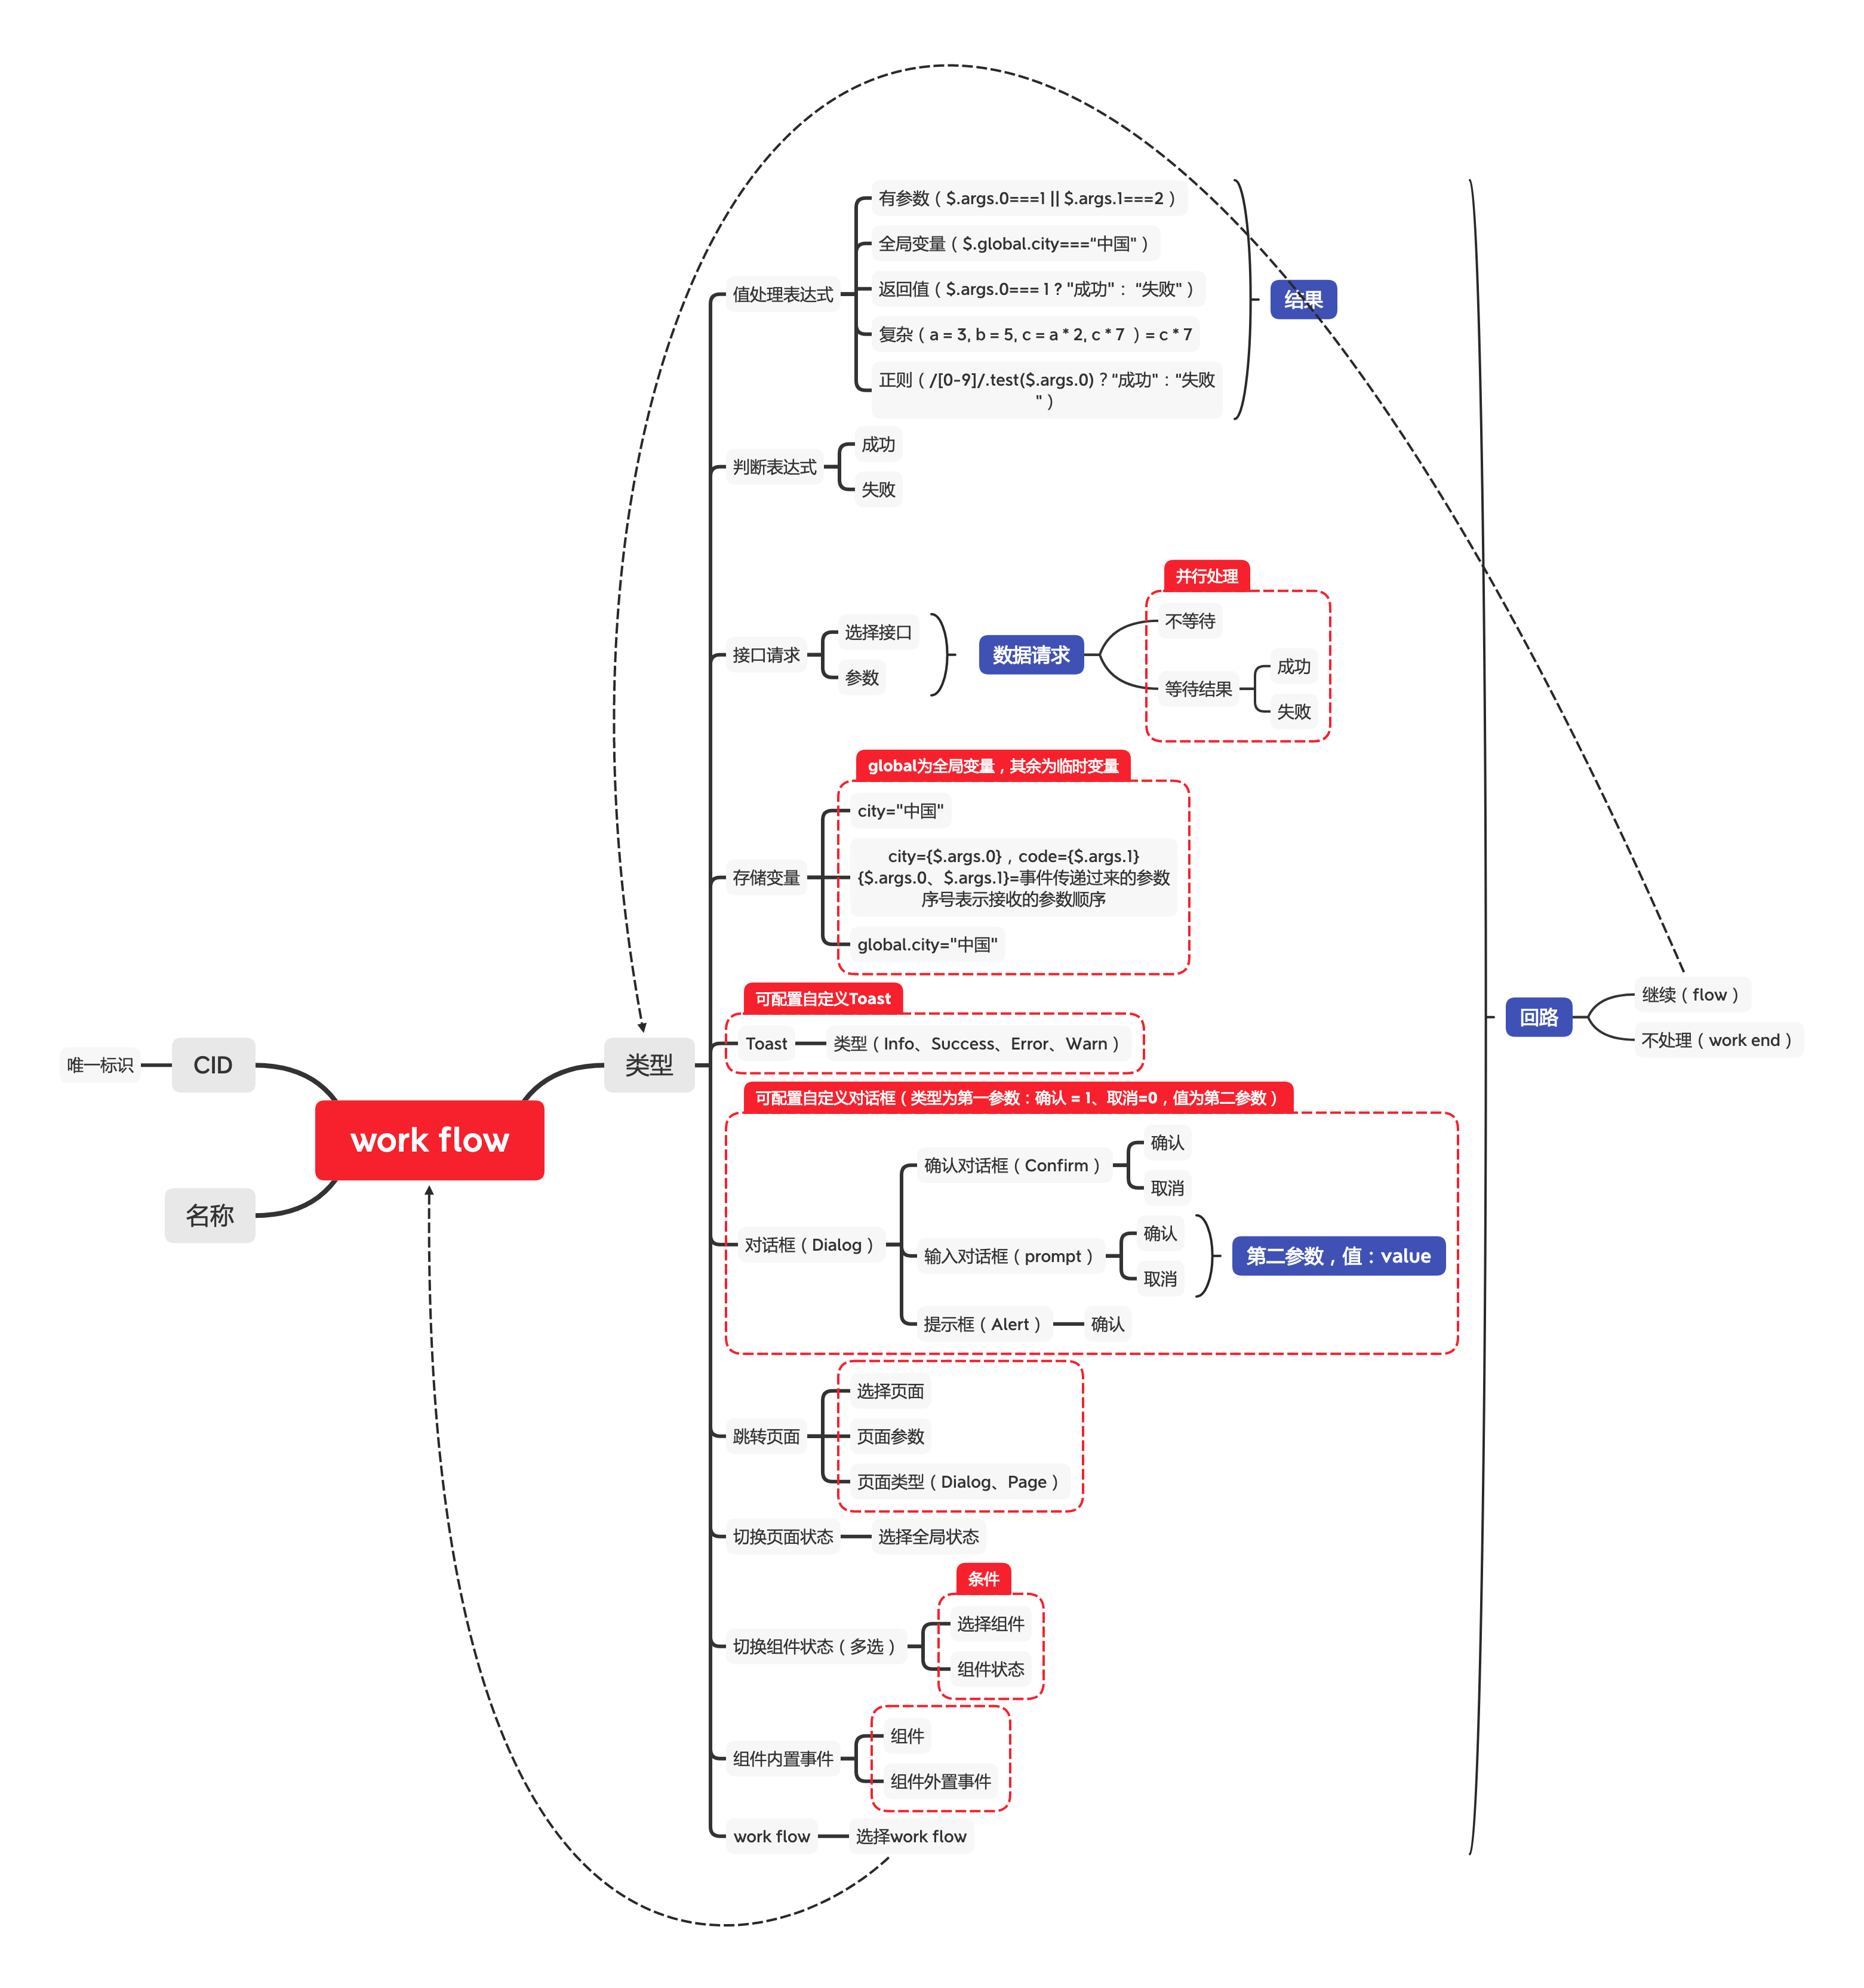 唯一标识
CID
work flow
名称
类型
值处理表达式
有参数（$.args.0===1 || $.args.1===2）
全局变量（$.global.city==="中国"）
返回值（$.args.0=== 1 ? "成功"： "失败"）
复杂（a = 3, b = 5, c = a * 2, c * 7 ）= c * 7
正则（/[0-9]/.test($.args.0) ? "成功"："失败
"）
结果
判断表达式
成功
失败
接口请求
选择接口
参数
数据请求
并行处理
不等待
等待结果
成功
失败
存储变量
global为全局变量，其余为临时变量
city="中国"
city={$.args.0}，code={$.args.1}
{$.args.0、$.args.1}=事件传递过来的参数
序号表示接收的参数顺序
global.city="中国"
可配置自定义Toast
Toast
类型（Info、Success、Error、Warn）
可配置自定义对话框（类型为第一参数：确认 = 1、取消=0，值为第二参数）
对话框（Dialog）
确认对话框（Confirm）
确认
取消
输入对话框（prompt）
确认
取消
第二参数，值：value
提示框（Alert）
确认
跳转页面
选择页面
页面参数
页面类型（Dialog、Page）
切换页面状态
选择全局状态
切换组件状态（多选）
条件
选择组件
组件状态
组件内置事件
组件
组件外置事件
work flow
选择work flow
回路
继续（flow）
不处理（work end）